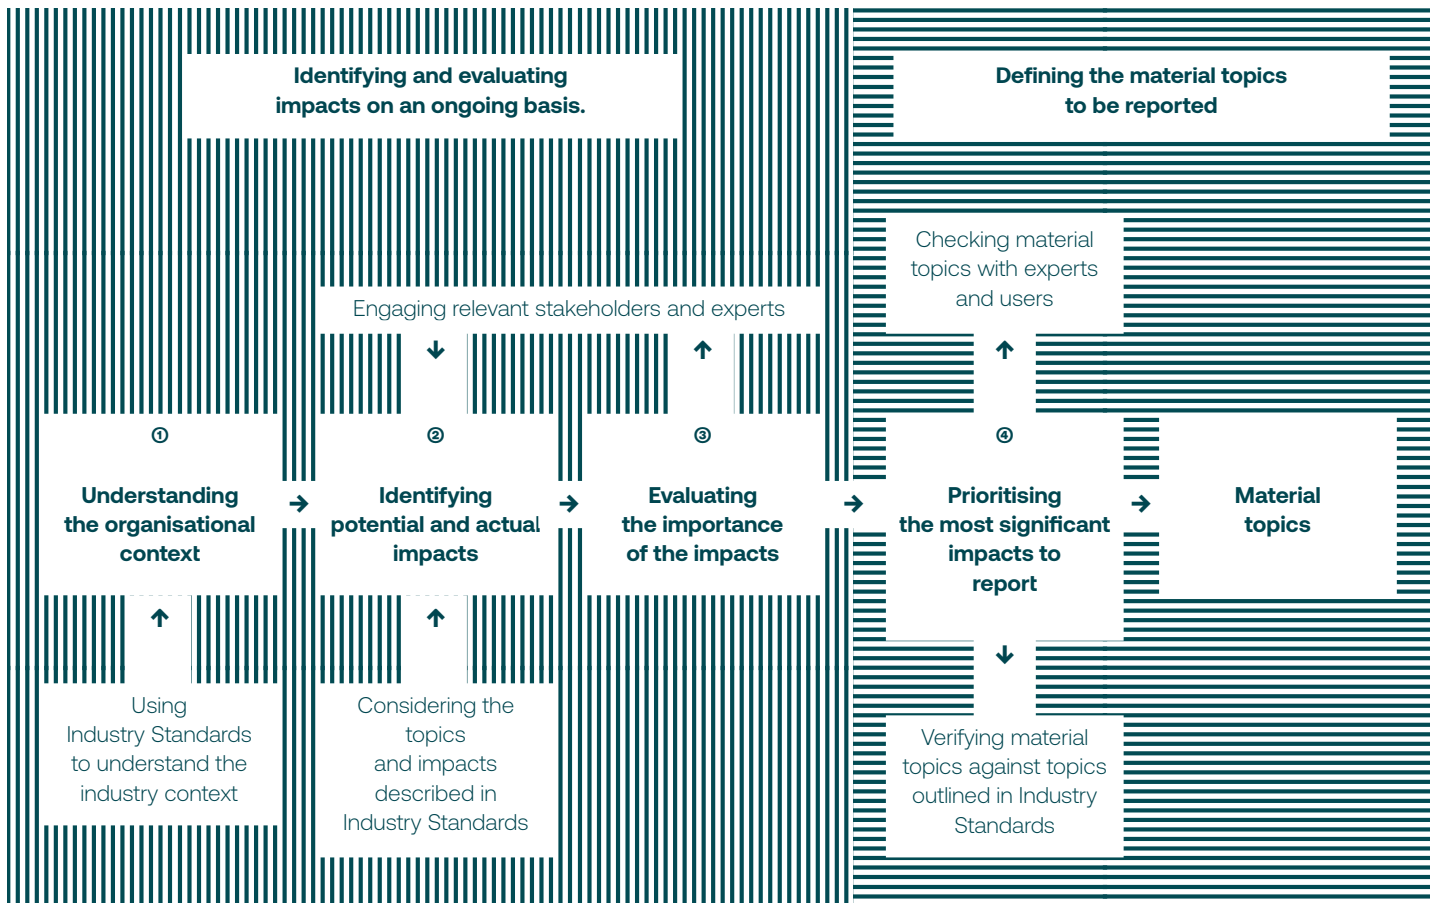 Identifying and evaluating
impacts on an ongoing basis.
Defining the material topics
to be reported
Checking material
topics with experts
and users
Engaging relevant stakeholders and experts
↓
↑
↑
①
Understanding
the organisational
context
→
②
Identifying
potential and actual
impacts
→
③
Evaluating
the importance
of the impacts
→
④
Prioritising
the most significant
impacts to
report
→
Material
topics
↑
↑
↓
Using
Industry Standards
to understand the
industry context
Considering the
topics
and impacts
described in
Industry Standards
Verifying material
topics against topics
outlined in Industry
Standards